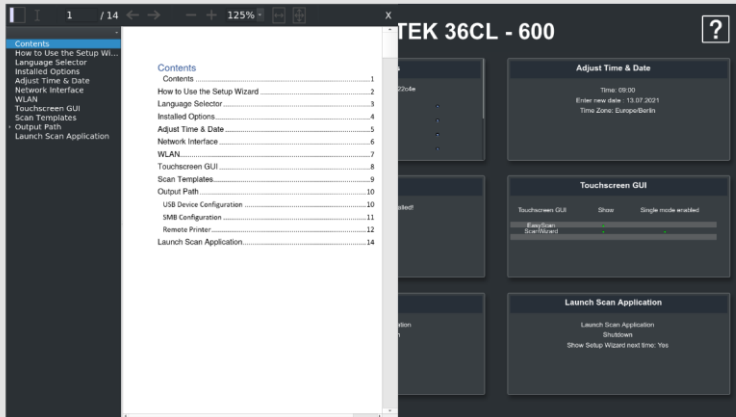 1 / 14 125% X
Contents
How to Use the Setup Wi...
Language Selector
Installed Options
Adjust Time & Date
Network Interface
WLAN
Touchscreen GUI
Scan Templates
Output Path
Launch Scan Application
Contents
Contents 1
How to Use the Setup Wizard 2
Language Selector 3
Installed Options 4
Adjust Time & Date 5
Network Interface 6
WLAN 7
Touchscreen GUI 8
Scan Templates 9
Output Path 10
USB Device Configuration 10
SMB Configuration 11
Remote Printer 12
Launch Scan Application 14
TEK 36CL - 600
?
Adjust Time & Date
Time: 09:00
Enter new date : 13.07.2021
Time Zone: Europe/Berlin
Touchscreen GUI
Touchscreen GUI Show Single mode enabled
EasyScan
ScanWizard
Launch Scan Application
Launch Scan Application
Shutdown
Show Setup Wizard next time: Yes